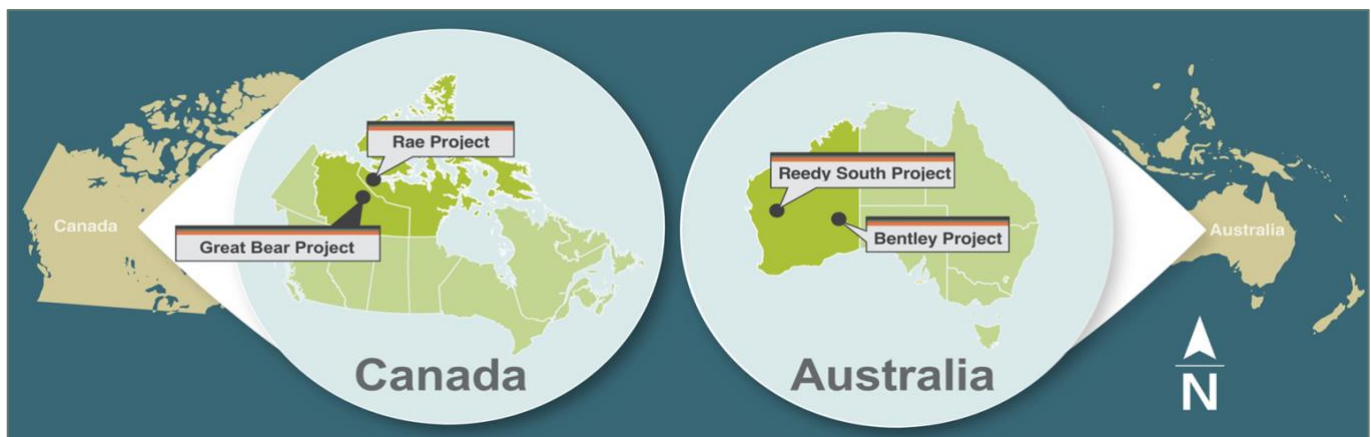 Canada
Rae Project
Great Bear Project
Canada
Reedy South Project
Bentley Project
Australia
Australia
N